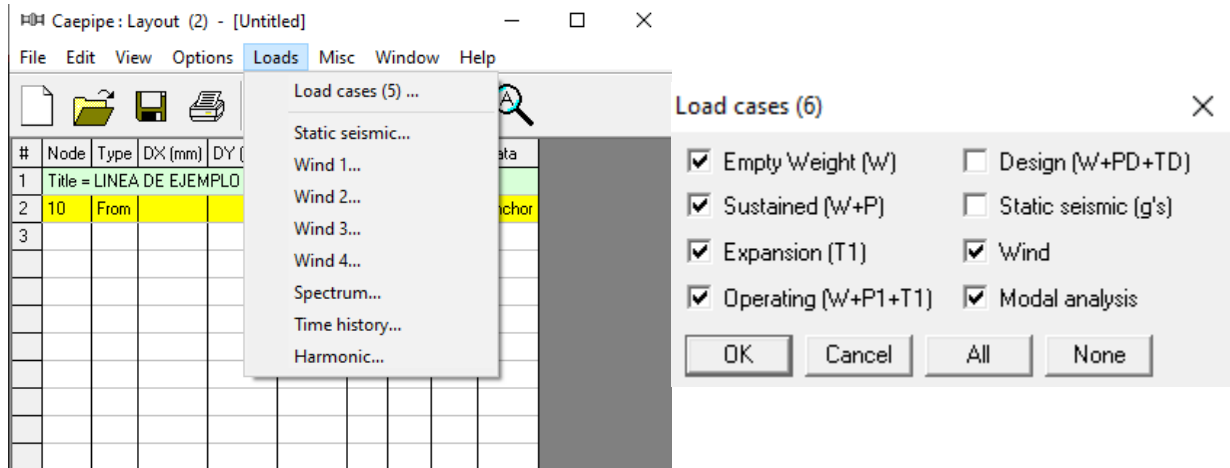 Caepipe : Layout (2) - [Untitled]
File Edit View Options Loads Misc Window Help
Load cases (5) ...
Static seismic...
Wind 1...
Wind 2...
Wind 3...
Wind 4...
Spectrum...
Time history...
Harmonic...
# Node Type DX (mm) DY (
1 Title = LINEA DE EJEMPLO
2 10 From
3
Load cases (6)
Empty Weight (W) Design (W+PD+TD)
Sustained (W+P) Static seismic (g's)
Expansion (T1) Wind
Operating (W+P1+T1) Modal analysis
OK Cancel All None